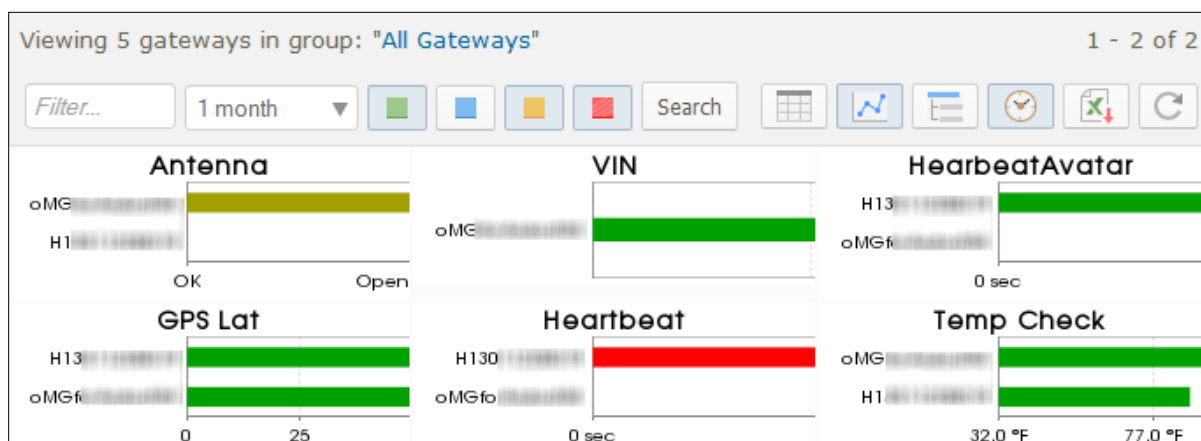 Viewing 5 gateways in group: "All Gateways"
1 - 2 of 2
Filter...
1 month
Search
Antenna
oMG
H1
OK
Open
VIN
oMG
HearbeatAvatar
H13
oMGf
0 sec
GPS Lat
H13
oMGf
0
25
Heartbeat
H130
oMGfo
0 sec
Temp Check
oMG
H1
32.0 °F
77.0 °F